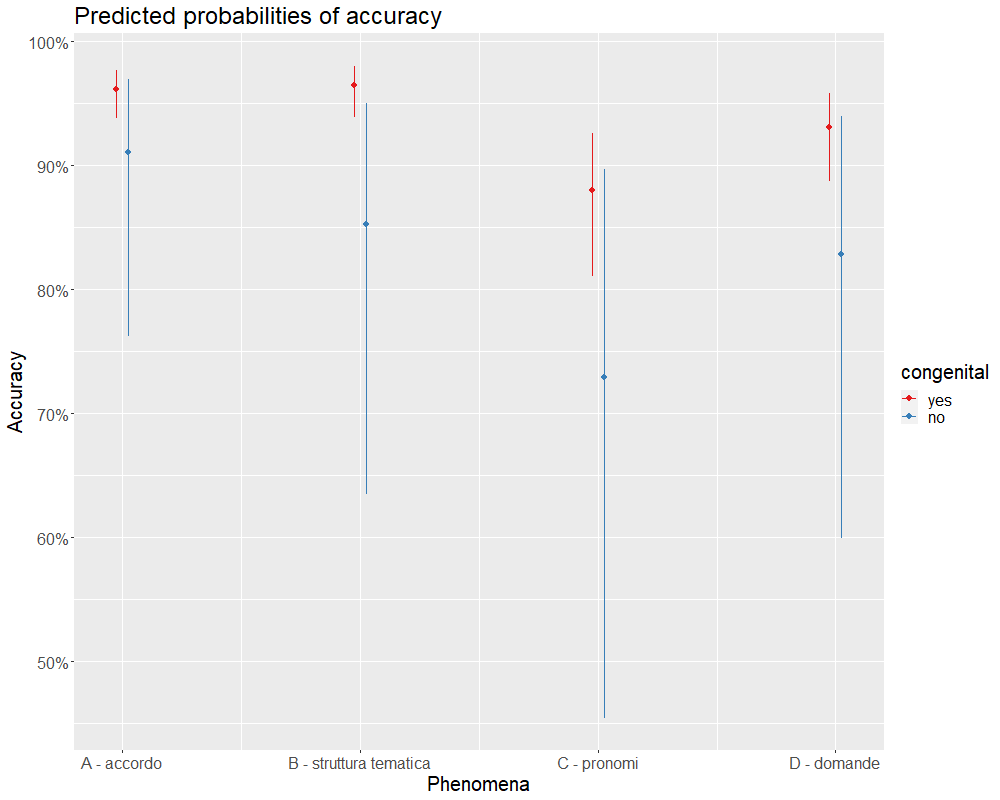 Predicted probabilities of accuracy
100%
90%
80%
70%
60%
50%
Accuracy
A - accordo
B - struttura tematica
C - pronomi
D - domande
Phenomena
congenital
yes
no